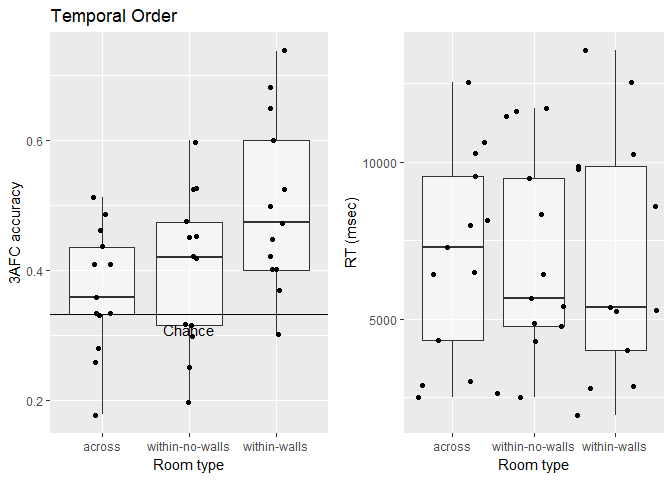 Temporal Order
3AFC accuracy
0.6
0.4
0.2
Chance
across within-no-walls within-walls
Room type
RT (msec)
10000
5000
across within-no-walls within-walls
Room type